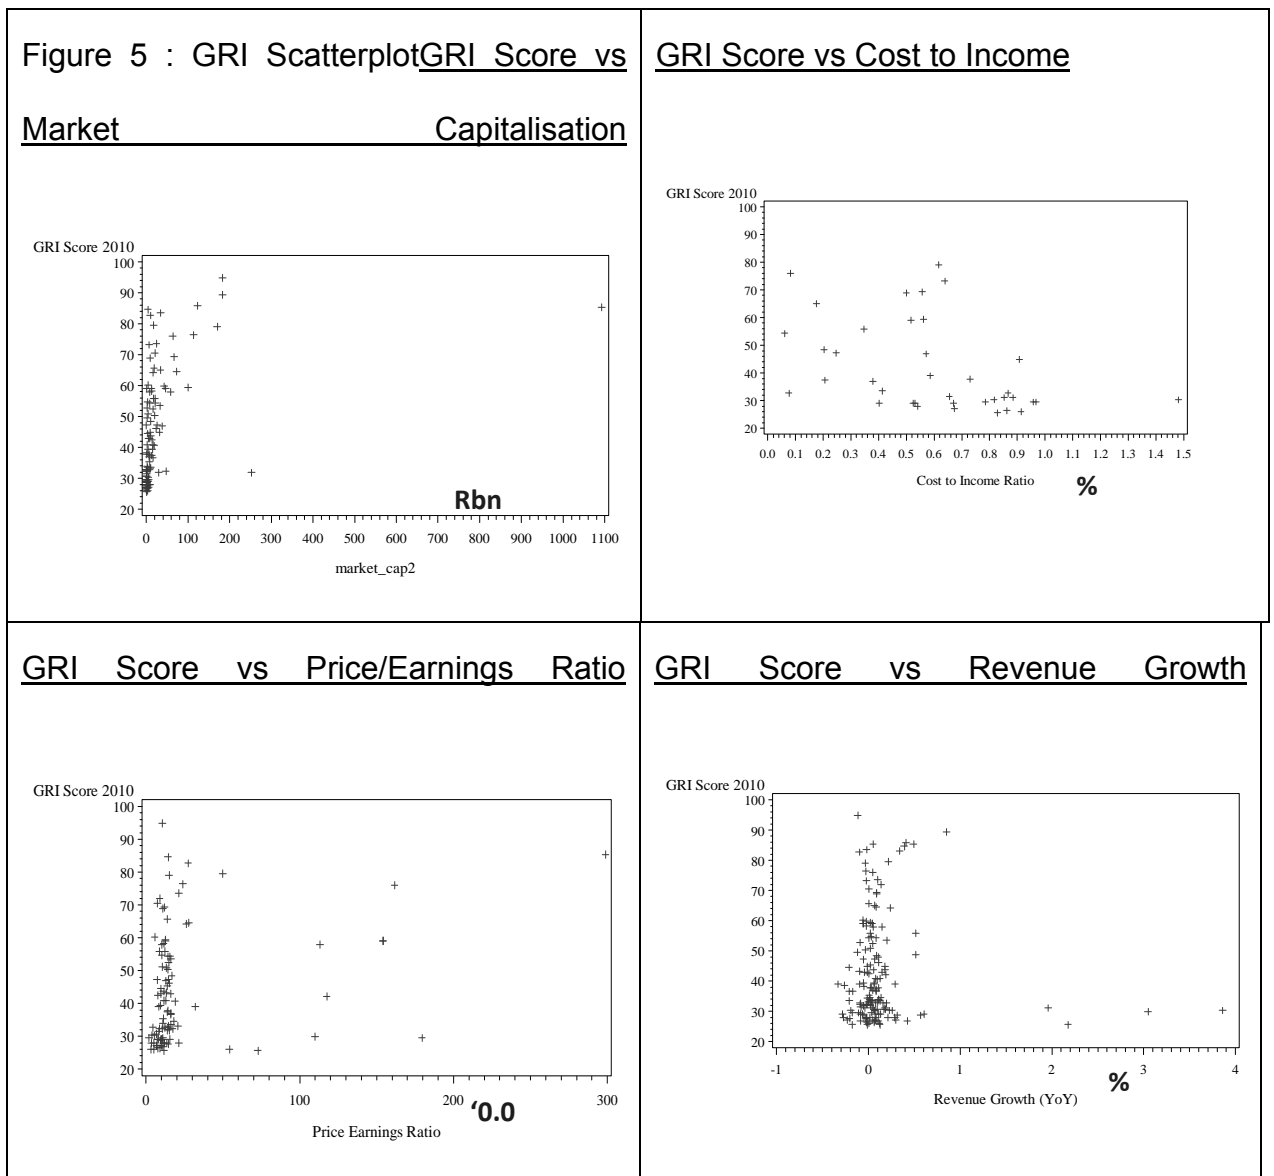 Figure 5 : GRI ScatterplotGRI Score vs
Market Capitalisation
GRI Score 2010
100
90
80
70
60
50
40
30
20
Rbn
0 100 200 300 400 500 600 700 800 900 1000 1100
market_cap2
GRI Score vs Cost to Income
GRI Score 2010
100
90
80
70
60
50
40
30
20
0.0 0.1 0.2 0.3 0.4 0.5 0.6 0.7 0.8 0.9 1.0 1.1 1.2 1.3 1.4 1.5
Cost to Income Ratio %
GRI Score vs Price/Earnings Ratio
GRI Score 2010
100
90
80
70
60
50
40
30
20
0 100 200 300
‘0.0
Price Earnings Ratio
GRI Score vs Revenue Growth
GRI Score 2010
100
90
80
70
60
50
40
30
20
-1 0 1 2 3 4
%
Revenue Growth (YoY)